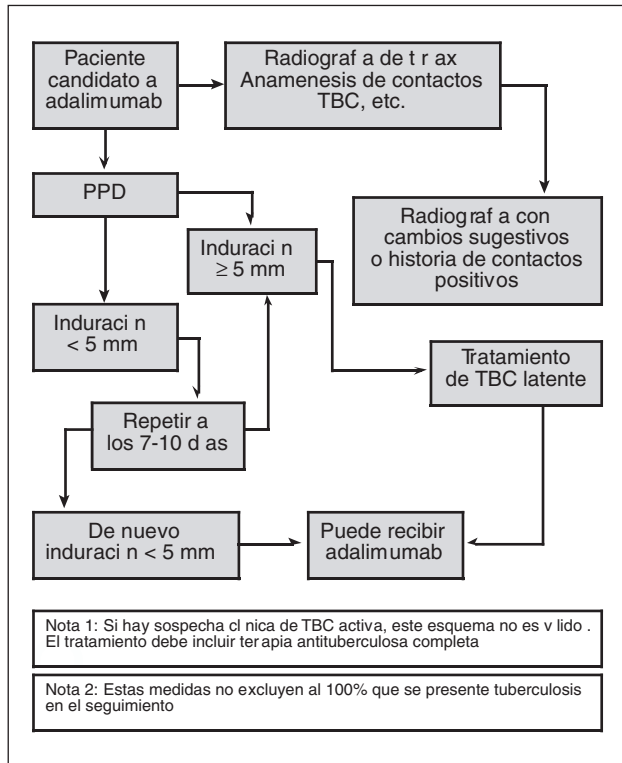 Paciente
candidato a
adalimumab
Radiograf a de t r ax
Anamenesis de contactos
TBC, etc.
PPD
Radiograf a con
cambios sugestivos
o historia de contactos
positivos
Induraci n
≥ 5 mm
Induraci n
< 5 mm
Tratamiento
de TBC latente
Repetir a
los 7-10 d as
De nuevo
induraci n < 5 mm
Puede recibir
adalimumab
Nota 1: Si hay sospecha cl nica de TBC activa, este esquema no es v lido .
El tratamiento debe incluir ter apia antituberculosa completa
Nota 2: Estas medidas no excluyen al 100% que se presente tuberculosis
en el seguimiento